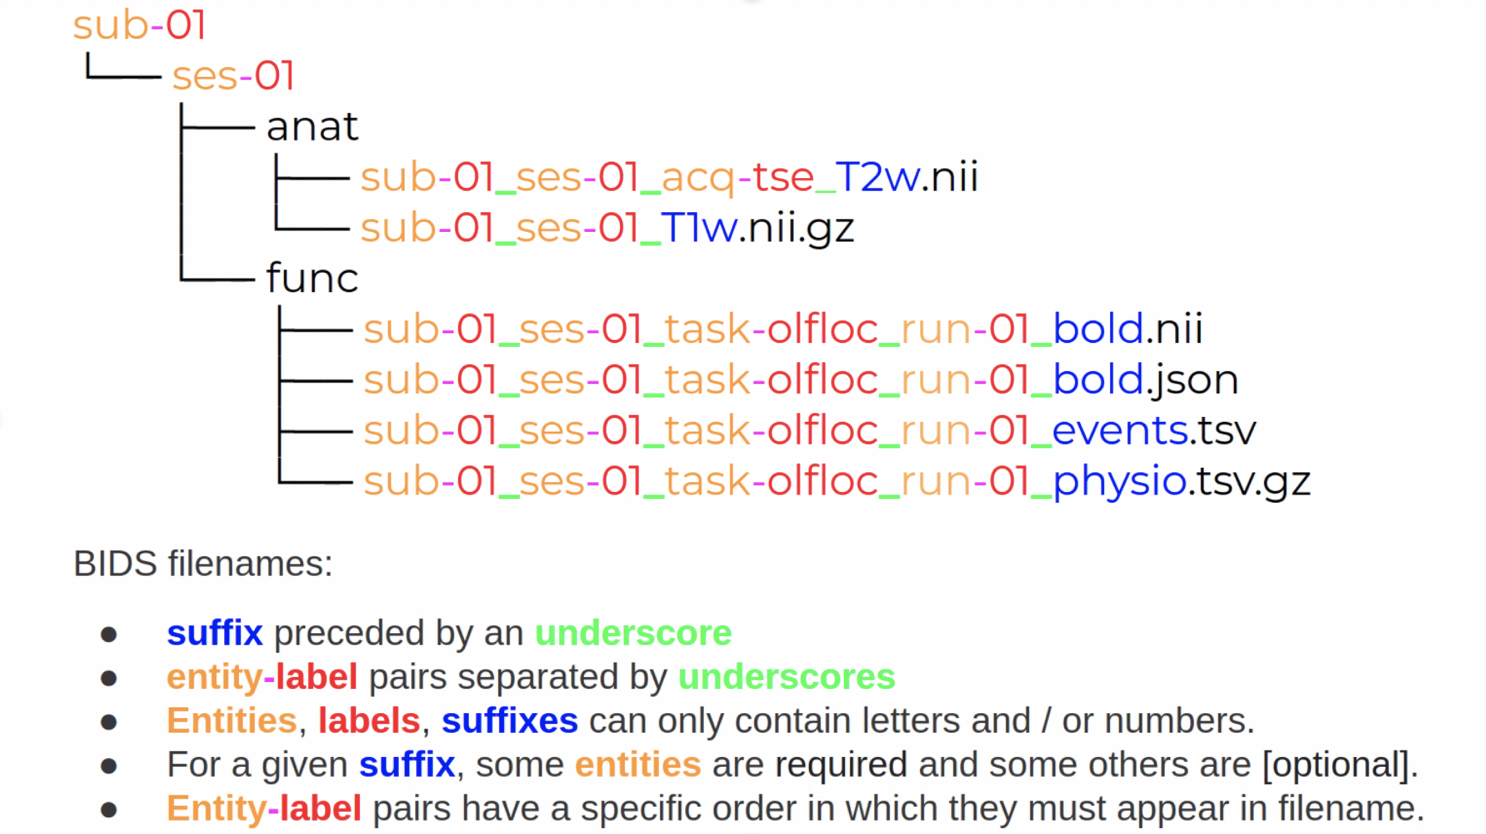 sub-01
ses-01
anat
sub-01_ses-01_acq-tse_T2w.nii
sub-01_ses-01_T1w.nii.gz
func
sub-01_ses-01_task-olfloc_run-01_bold.nii
sub-01_ses-01_task-olfloc_run-01_bold.json
sub-01_ses-01_task-olfloc_run-01_events.tsv
sub-01_ses-01_task-olfloc_run-01_physio.tsv.gz
BIDS filenames:
● suffix preceded by an underscore
● entity-label pairs separated by underscores
● Entities, labels, suffixes can only contain letters and / or numbers.
● For a given suffix, some entities are required and some others are [optional].
● Entity-label pairs have a specific order in which they must appear in filename.